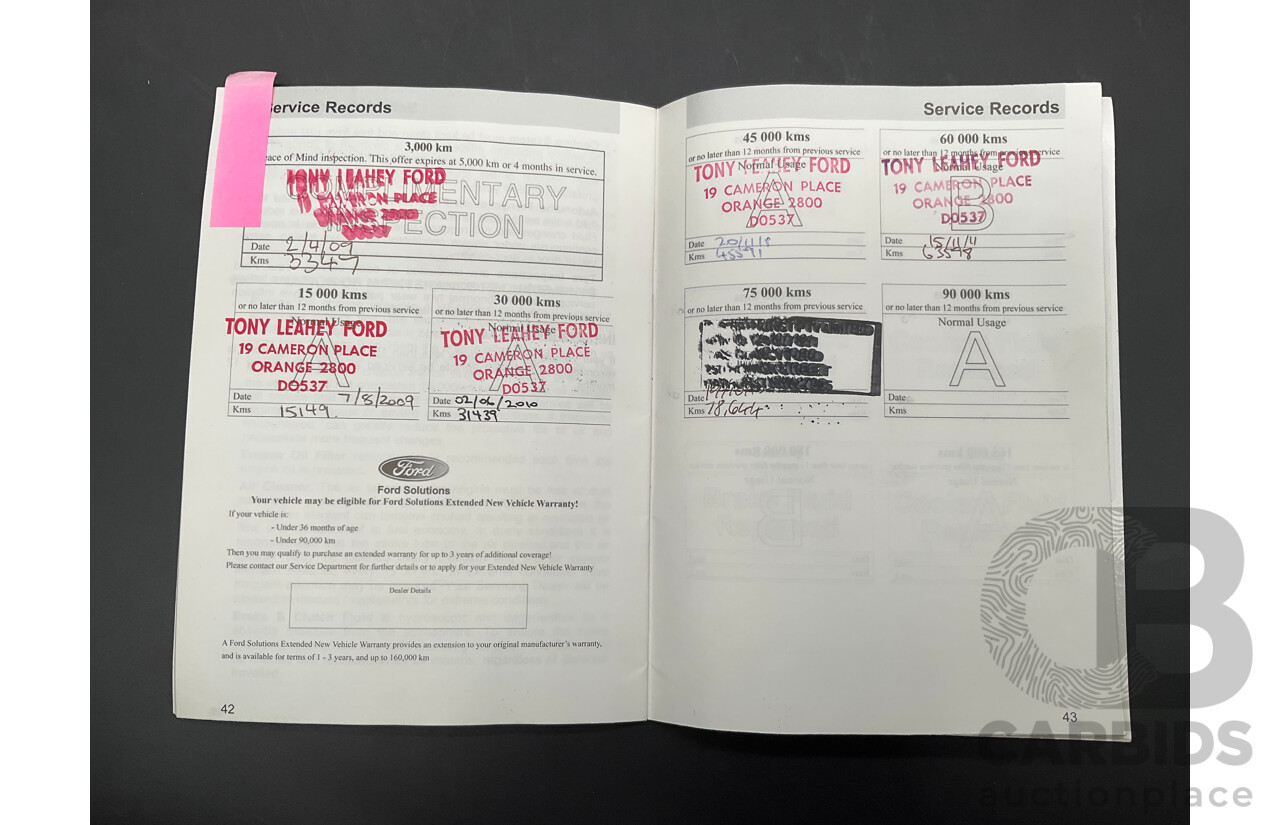 ervice Records
3,000 km
ace of Mind inspection. This offer expires at 5,000 km or 4 months in service.
COMPLIMENTARY
INSPECTION
TONY LEAHEY FORD
19 CAMERON PLACE
ORANGE 2800
Date 2/4/09
Kms 3349
15 000 kms
or no later than 12 months from previous service
Normal Usage
A
TONY LEAHEY FORD
19 CAMERON PLACE
ORANGE 2800
D0537
Date 7/8/2009
Kms 15149
30 000 kms
or no later than 12 months from previous service
Normal Usage
A
TONY LEAHEY FORD
19 CAMERON PLACE
ORANGE 2800
D0537
Date 02/06/2010
Kms 31439
Ford
Ford Solutions
Your vehicle may be eligible for Ford Solutions Extended New Vehicle Warranty!
If your vehicle is:
- Under 36 months of age
- Under 90,000 km
Then you may qualify to purchase an extended warranty for up to 3 years of additional coverage!
Please contact our Service Department for further details or to apply for your Extended New Vehicle Warranty
Dealer Details
A Ford Solutions Extended New Vehicle Warranty provides an extension to your original manufacturer's warranty,
and is available for terms of 1 - 3 years, and up to 160,000 km
42
Service Records
45 000 kms
or no later than 12 months from previous service
Normal Usage
A
TONY LEAHEY FORD
19 CAMERON PLACE
ORANGE 2800
D0537
Date
Kms
60 000 kms
or no later than 12 months from previous service
Normal Usage
B
TONY LEAHEY FORD
19 CAMERON PLACE
ORANGE 2800
D0537
Date 15/11/11
Kms 63598
75 000 kms
or no later than 12 months from previous service
Date
Kms 78,644
90 000 kms
or no later than 12 months from previous service
Normal Usage
A
Date
Kms
43
CB
CARBIDS
auctionplace